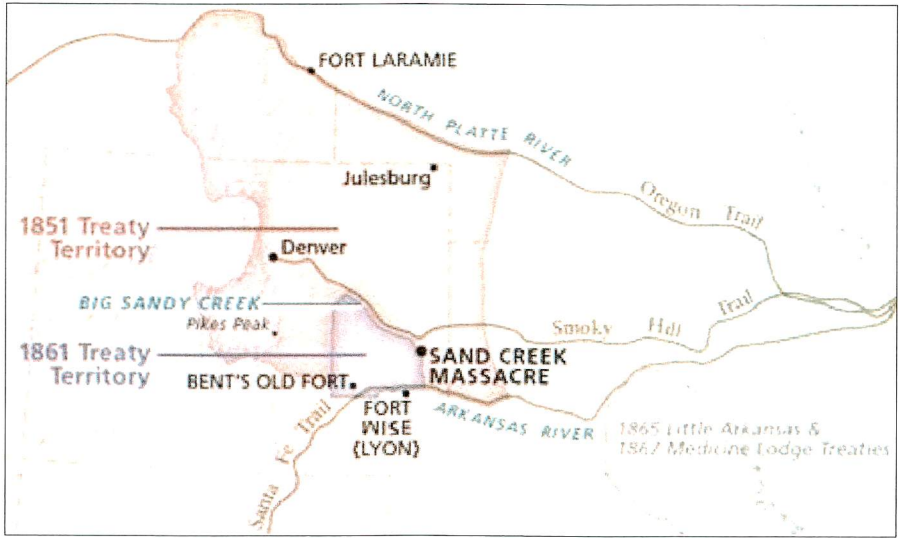 FORT LARAMIE
NORTH PLATTE RIVER
Julesburg
Oregon Trail
1851 Treaty
Territory
Denver
BIG SANDY CREEK
Pikes Peak
Smoky Hill Trail
1861 Treaty
Territory
SAND CREEK
MASSACRE
BENT'S OLD FORT
FORT
WISE
(LYON)
ARKANSAS RIVER
Santa Fe Trail
1865 Little Arkansas &
1867 Medicine Lodge Treaties